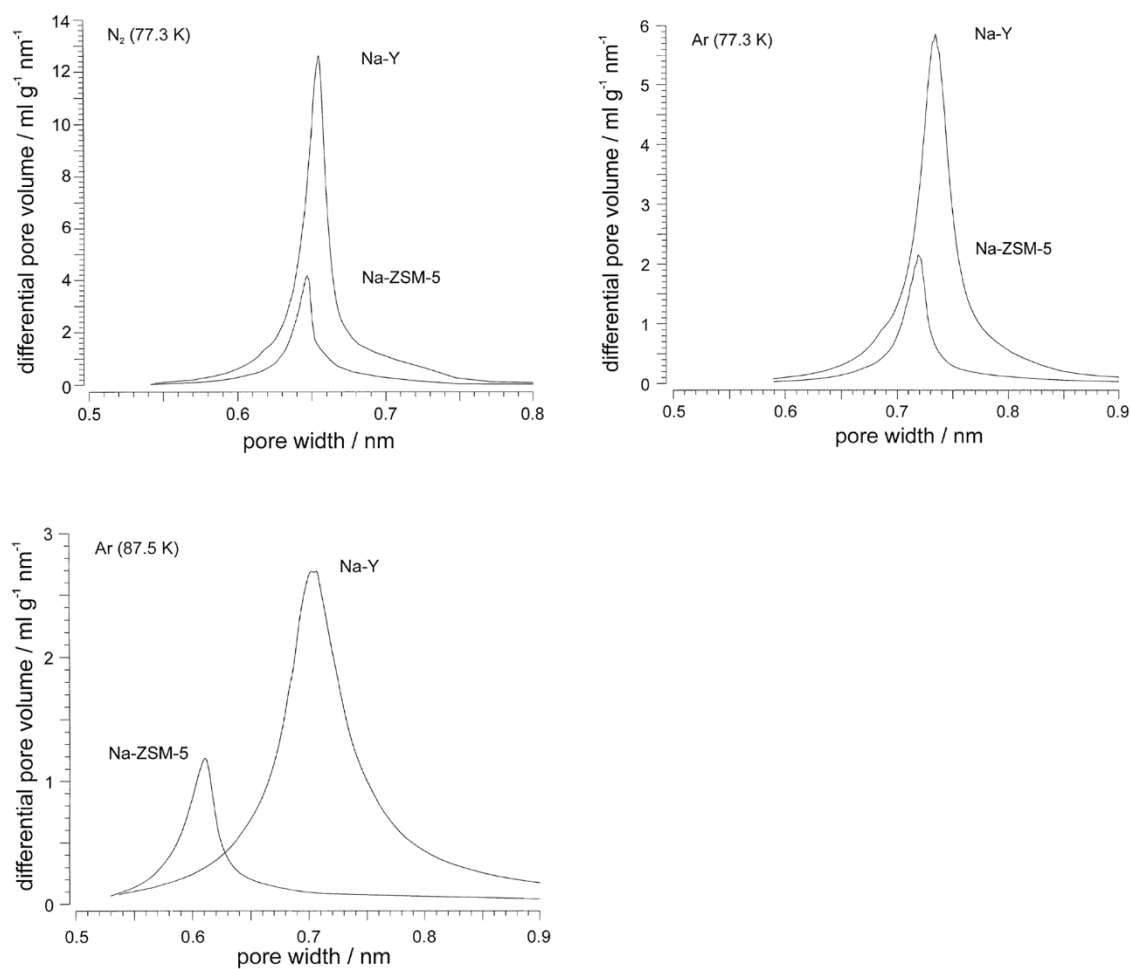 N₂ (77.3 K)
Na-Y
Na-ZSM-5
differential pore volume / ml g⁻¹ nm⁻¹
14
12
10
8
6
4
2
0
0.5 0.6 0.7 0.8
pore width / nm
Ar (77.3 K)
Na-Y
Na-ZSM-5
differential pore volume / ml g⁻¹ nm⁻¹
6
5
4
3
2
1
0
0.5 0.6 0.7 0.8 0.9
pore width / nm
Ar (87.5 K)
Na-Y
Na-ZSM-5
differential pore volume / ml g⁻¹ nm⁻¹
3
2
1
0
0.5 0.6 0.7 0.8 0.9
pore width / nm